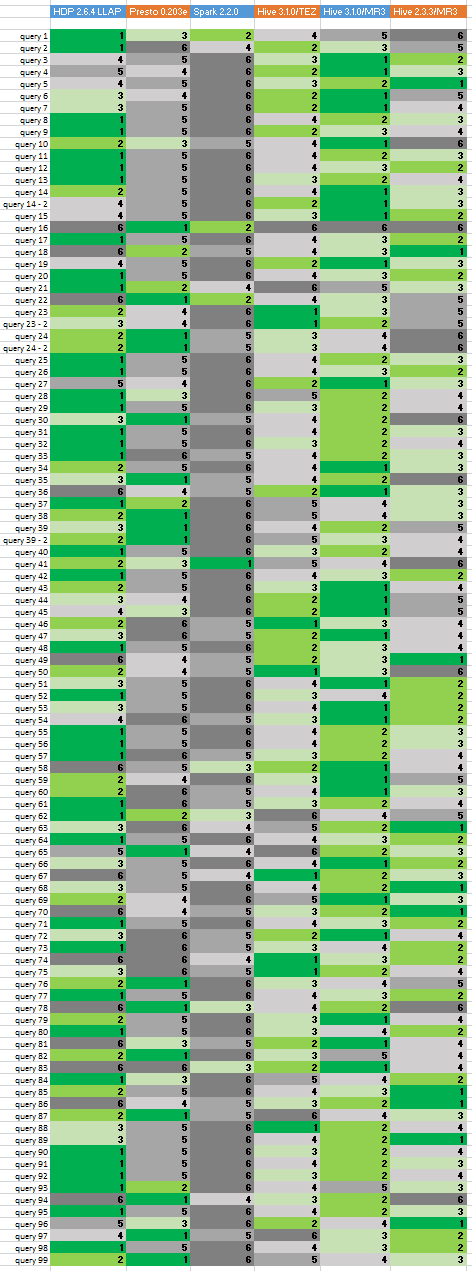 HDP 2.6.4 LLAP Presto 0.203e Spark 2.2.0 Hive 3.1.0/TEZ Hive 3.1.0/MR3 Hive 2.3.3/MR3
query 1 1 3 2 4 5 6
query 2 1 6 4 2 3 5
query 3 4 5 6 3 1 2
query 4 5 4 6 2 1 3
query 5 4 5 6 3 2 1
query 6 3 4 6 2 1 5
query 7 3 5 6 2 1 4
query 8 1 5 6 4 2 3
query 9 1 5 6 2 3 4
query 10 2 3 5 4 1 6
query 11 1 5 6 4 2 3
query 12 1 5 6 4 3 2
query 13 1 5 6 3 2 4
query 14 2 5 6 4 1 3
query 14 - 2 4 5 6 2 1 3
query 15 4 5 6 3 1 2
query 16 6 1 2 6 6 6
query 17 1 5 6 4 3 2
query 18 6 2 5 4 3 1
query 19 4 5 6 2 1 3
query 20 1 5 6 4 3 2
query 21 1 2 4 6 5 3
query 22 6 1 2 4 3 5
query 23 2 4 6 1 3 5
query 23 - 2 3 4 6 1 2 5
query 24 2 1 5 3 4 6
query 24 - 2 2 1 5 3 4 6
query 25 1 5 6 4 2 3
query 26 1 5 6 4 3 2
query 27 5 4 6 2 1 3
query 28 1 3 6 5 2 4
query 29 1 5 6 3 2 4
query 30 3 1 5 4 2 6
query 31 1 5 6 4 2 3
query 32 1 5 6 4 2 3
query 33 1 5 6 3 2 4
query 34 2 5 6 4 1 3
query 35 3 1 5 4 2 6
query 36 6 4 5 2 1 3
query 37 1 2 6 5 4 3
query 38 2 1 6 5 4 3
query 39 3 1 6 4 2 5
query 39 - 2 2 1 6 5 3 4
query 40 1 5 6 3 2 4
query 41 2 3 1 5 4 6
query 42 1 5 6 4 3 2
query 43 2 5 6 3 1 4
query 44 3 4 6 2 1 5
query 45 4 3 6 2 1 5
query 46 2 6 5 1 3 4
query 47 3 6 5 2 1 4
query 48 1 5 6 2 3 4
query 49 6 4 5 2 3 1
query 50 2 4 5 1 3 6
query 51 3 5 6 4 1 2
query 52 1 5 6 3 4 2
query 53 3 5 6 4 1 2
query 54 4 6 5 3 1 2
query 55 1 5 6 4 2 3
query 56 1 5 6 4 2 3
query 57 1 6 5 3 2 4
query 58 6 5 3 2 1 4
query 59 2 4 6 3 1 5
query 60 2 6 5 4 1 3
query 61 1 6 5 3 2 4
query 62 1 2 3 6 4 5
query 63 3 6 4 5 2 1
query 64 1 5 6 4 3 2
query 65 5 1 4 6 2 3
query 66 3 5 6 4 1 2
query 67 6 5 4 1 2 3
query 68 3 5 6 4 2 1
query 69 2 4 6 5 1 3
query 70 6 4 5 3 2 1
query 71 1 5 6 4 3 2
query 72 3 6 5 2 1 4
query 73 1 6 5 3 4 2
query 74 6 6 4 1 3 2
query 75 3 6 5 1 2 4
query 76 2 4 6 3 1 5
query 77 1 5 6 4 3 2
query 78 6 1 3 4 2 6
query 79 2 5 6 3 1 4
query 80 1 5 6 4 3 2
query 81 6 3 5 2 1 4
query 82 2 1 6 3 5 4
query 83 6 6 3 2 1 4
query 84 1 3 6 5 4 2
query 85 2 5 6 4 3 1
query 86 6 4 5 3 2 1
query 87 2 1 5 6 4 3
query 88 3 5 6 1 2 4
query 89 3 5 6 4 2 1
query 90 1 5 6 3 2 4
query 91 1 5 6 4 2 3
query 92 1 5 6 3 2 4
query 93 1 2 6 4 5 3
query 94 6 1 4 3 2 6
query 95 1 5 6 4 2 3
query 96 5 3 6 2 4 1
query 97 4 1 5 6 3 2
query 98 1 5 6 4 3 2
query 99 2 1 6 5 4 3